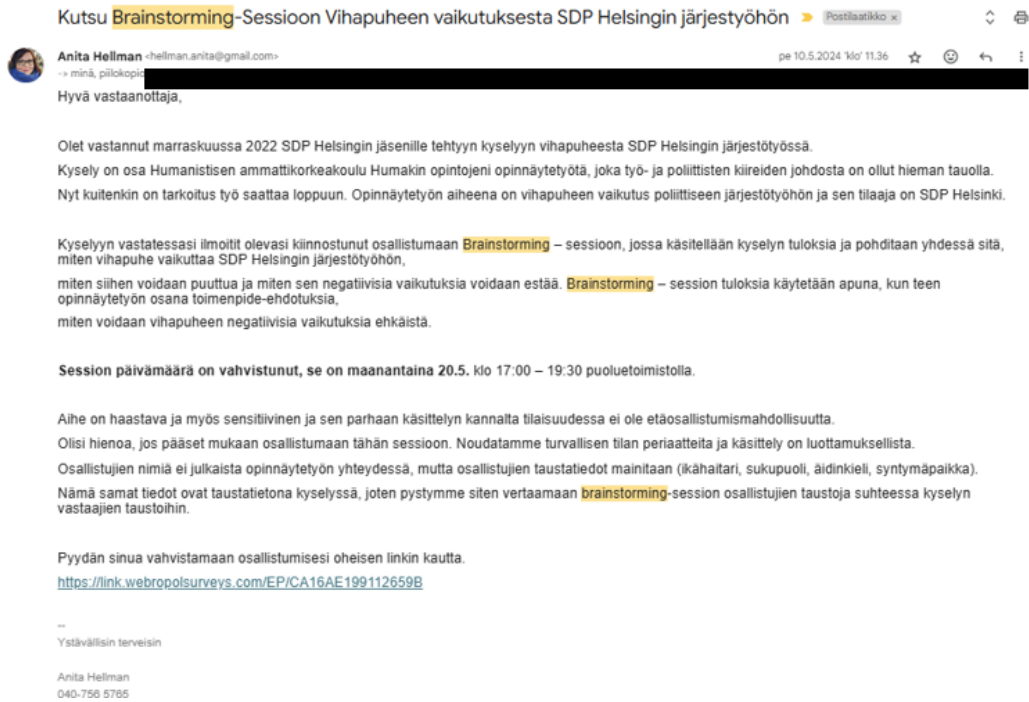 Kutsu Brainstorming-Sessioon Vihapuheen vaikutuksesta SDP Helsingin järjestyöhön Postilaatikko x
Anita Hellman <hellman.anita@gmail.com> pe 10.5.2024 'klo' 11.36
-> minä, piilokopio
Hyvä vastaanottaja,
Olet vastannut marraskuussa 2022 SDP Helsingin jäsenille tehtyyn kyselyyn vihapuheesta SDP Helsingin järjestötyössä.
Kysely on osa Humanistisen ammattikorkeakoulu Humakin opintojeni opinnäytetyötä, joka työ- ja poliittisten kiireiden johdosta on ollut hieman tauolla.
Nyt kuitenkin on tarkoitus työ saattaa loppuun. Opinnäytetyön aiheena on vihapuheen vaikutus poliittiseen järjestötyöhön ja sen tilaaja on SDP Helsinki.
Kyselyyn vastatessasi ilmoitit olevasi kiinnostunut osallistumaan Brainstorming – sessioon, jossa käsitellään kyselyn tuloksia ja pohditaan yhdessä sitä,
miten vihapuhe vaikuttaa SDP Helsingin järjestötyöhön,
miten siihen voidaan puuttua ja miten sen negatiivisia vaikutuksia voidaan estää. Brainstorming – session tuloksia käytetään apuna, kun teen
opinnäytetyön osana toimenpide-ehdotuksia,
miten voidaan vihapuheen negatiivisia vaikutuksia ehkäistä.
Session päivämäärä on vahvistunut, se on maanantaina 20.5. klo 17:00 – 19:30 puoluetoimistolla.
Aihe on haastava ja myös sensitiivinen ja sen parhaan käsittelyn kannalta tilaisuudessa ei ole etäosallistumismahdollisuutta.
Olisi hienoa, jos pääset mukaan osallistumaan tähän sessioon. Noudatamme turvallisen tilan periaatteita ja käsittely on luottamuksellista.
Osallistujien nimiä ei julkaista opinnäytetyön yhteydessä, mutta osallistujien taustatiedot mainitaan (ikähaitari, sukupuoli, äidinkieli, syntymäpaikka).
Nämä samat tiedot ovat taustatietona kyselyssä, joten pystymme siten vertaamaan brainstorming-session osallistujien taustoja suhteessa kyselyn
vastaajien taustoihin.
Pyydän sinua vahvistamaan osallistumisesi oheisen linkin kautta.
https://link.webropolsurveys.com/EP/CA16AE199112659B
--
Ystävällisin terveisin
Anita Hellman
040-756 5765